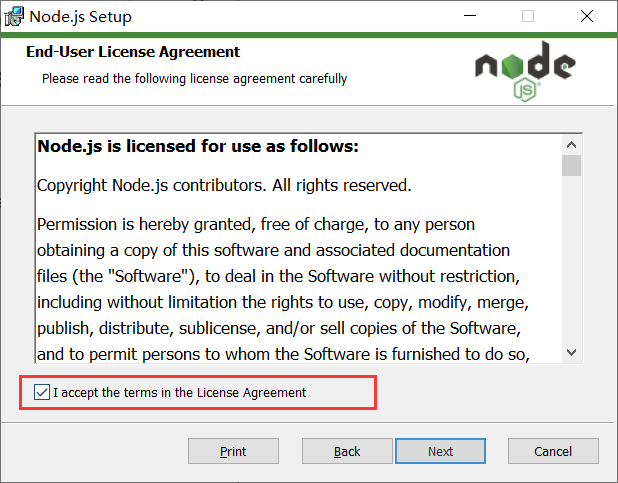 Node.js Setup
End-User License Agreement
Please read the following license agreement carefully
node
JS
Node.js is licensed for use as follows:
Copyright Node.js contributors. All rights reserved.
Permission is hereby granted, free of charge, to any person
obtaining a copy of this software and associated documentation
files (the "Software"), to deal in the Software without restriction,
including without limitation the rights to use, copy, modify, merge,
publish, distribute, sublicense, and/or sell copies of the Software,
and to permit persons to whom the Software is furnished to do so,
I accept the terms in the License Agreement
Print
Back
Next
Cancel